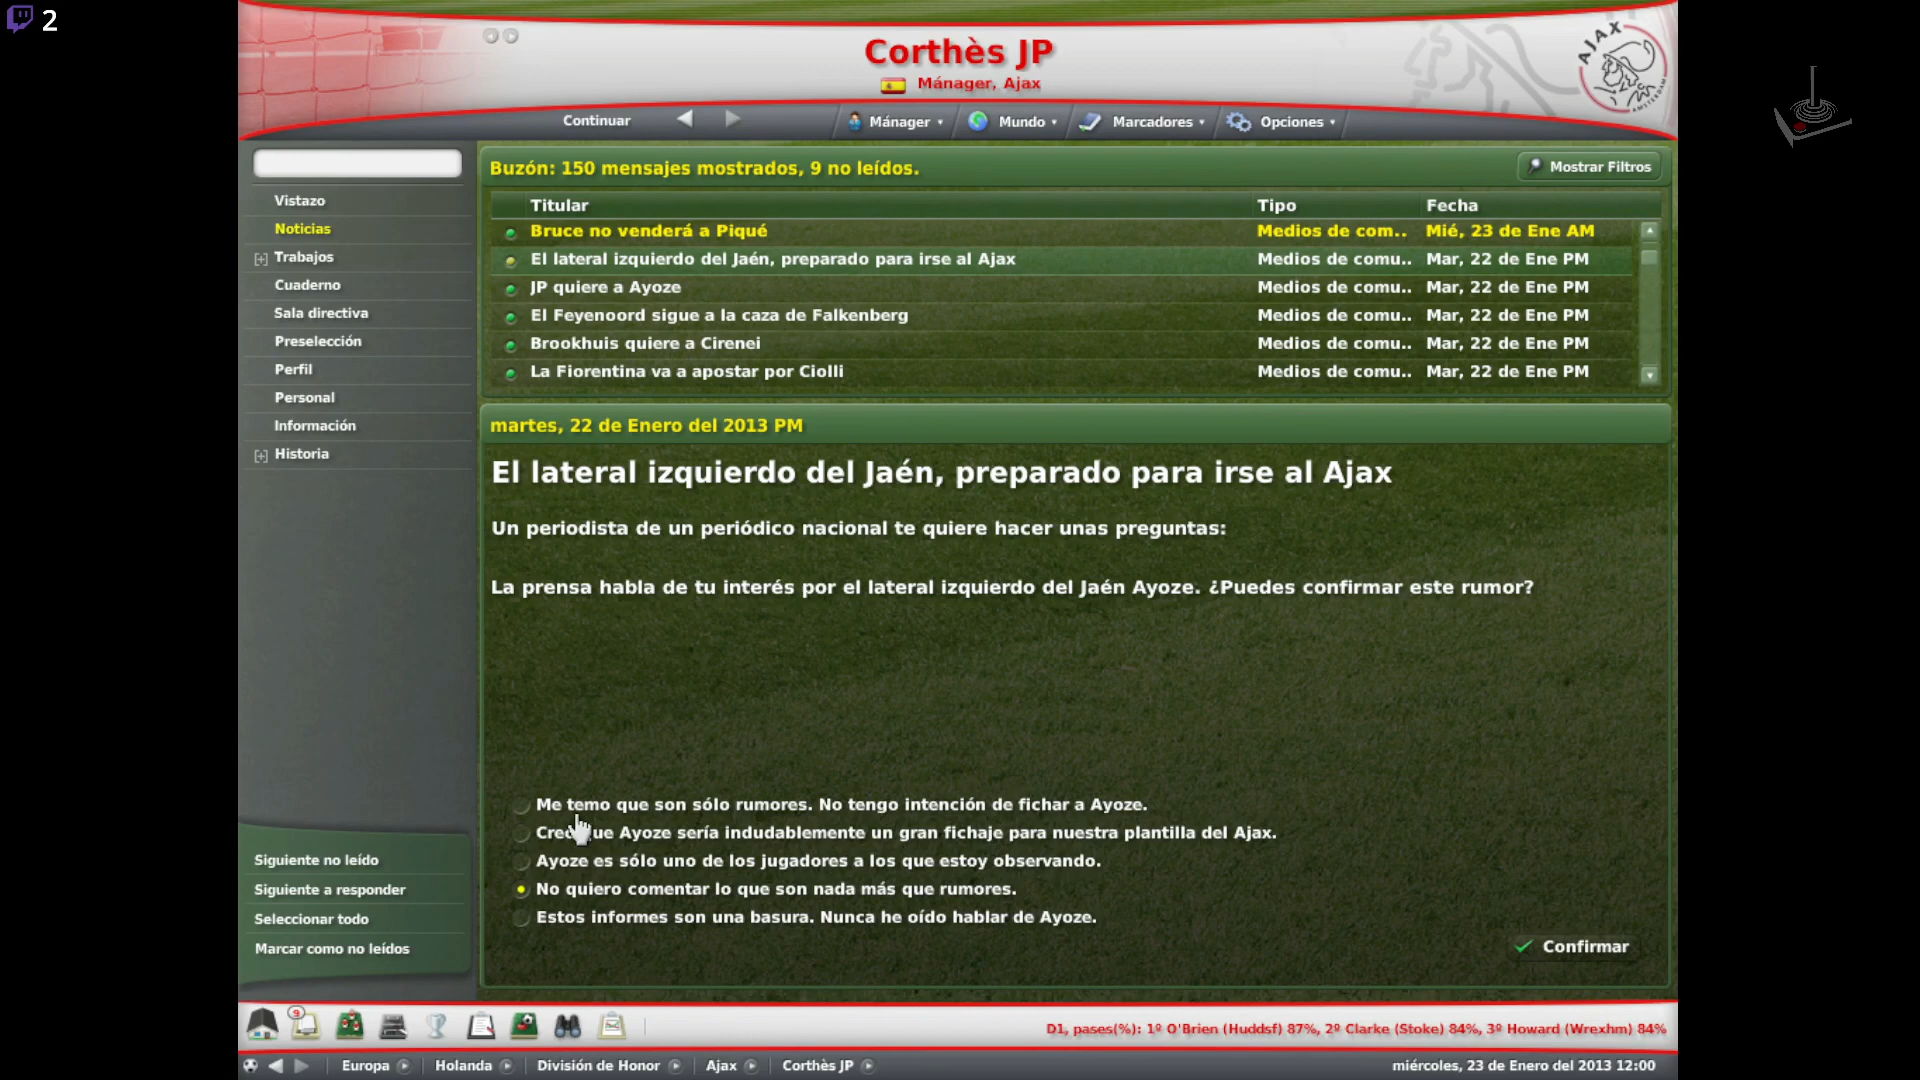 2
Corthès JP
Mánager, Ajax
AJAX
AMSTERDAM
Continuar
Mánager
Mundo
Marcadores
Opciones
Vistazo
Noticias
[+] Trabajos
Cuaderno
Sala directiva
Preselección
Perfil
Personal
Información
[+] Historia
Buzón: 150 mensajes mostrados, 9 no leídos.
Mostrar Filtros
Titular Tipo Fecha
Bruce no venderá a Piqué Medios de com.. Mié, 23 de Ene AM
El lateral izquierdo del Jaén, preparado para irse al Ajax Medios de comu.. Mar, 22 de Ene PM
JP quiere a Ayoze Medios de comu.. Mar, 22 de Ene PM
El Feyenoord sigue a la caza de Falkenberg Medios de comu.. Mar, 22 de Ene PM
Brookhuis quiere a Cirenei Medios de comu.. Mar, 22 de Ene PM
La Fiorentina va a apostar por Ciolli Medios de comu.. Mar, 22 de Ene PM
martes, 22 de Enero del 2013 PM
El lateral izquierdo del Jaén, preparado para irse al Ajax
Un periodista de un periódico nacional te quiere hacer unas preguntas:
La prensa habla de tu interés por el lateral izquierdo del Jaén Ayoze. ¿Puedes confirmar este rumor?
Me temo que son sólo rumores. No tengo intención de fichar a Ayoze.
Creo que Ayoze sería indudablemente un gran fichaje para nuestra plantilla del Ajax.
Ayoze es sólo uno de los jugadores a los que estoy observando.
No quiero comentar lo que son nada más que rumores.
Estos informes son una basura. Nunca he oído hablar de Ayoze.
Confirmar
Siguiente no leído
Siguiente a responder
Seleccionar todo
Marcar como no leídos
9
D1, pases(%): 1º O'Brien (Huddsf) 87%, 2º Clarke (Stoke) 84%, 3º Howard (Wrexhm) 84%
Europa
Holanda
División de Honor
Ajax
Corthès JP
miércoles, 23 de Enero del 2013 12:00